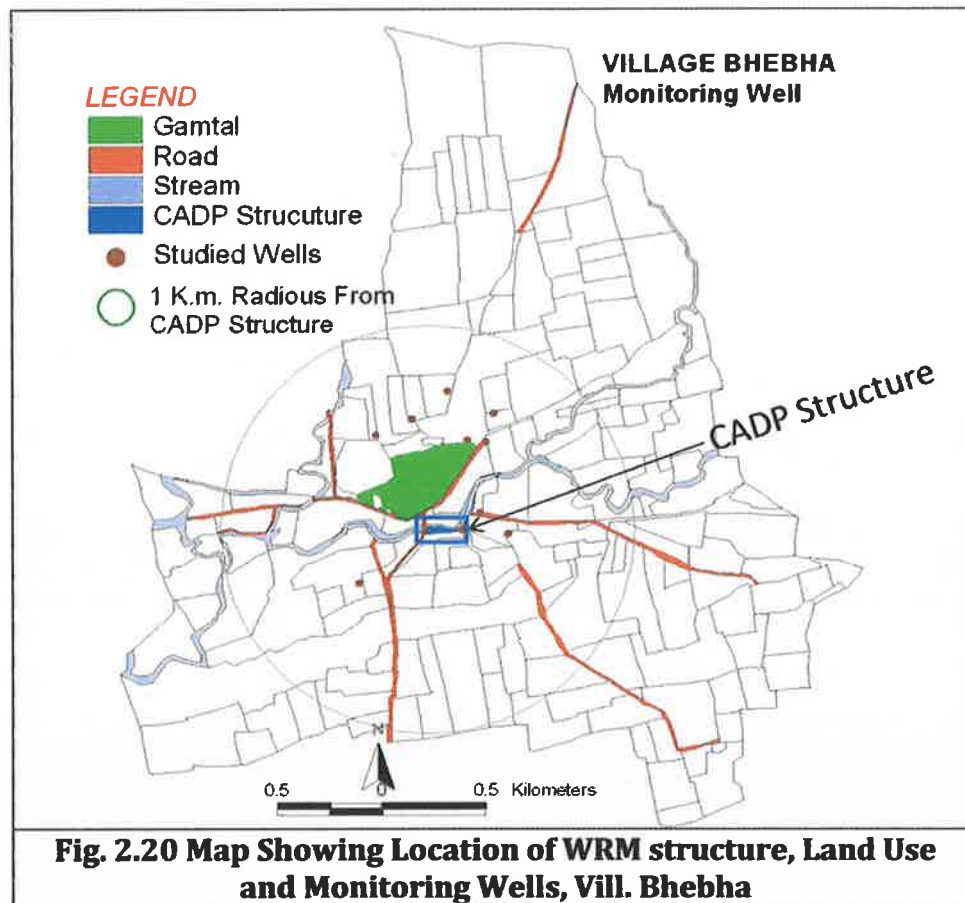 VILLAGE BHEBHA
Monitoring Well
LEGEND
Gamtal
Road
Stream
CADP Strucuture
Studied Wells
1 K.m. Radious From
CADP Structure
CADP Structure
N
0.5 0 0.5 Kilometers
Fig. 2.20 Map Showing Location of WRM structure, Land Use
and Monitoring Wells, Vill. Bhebha